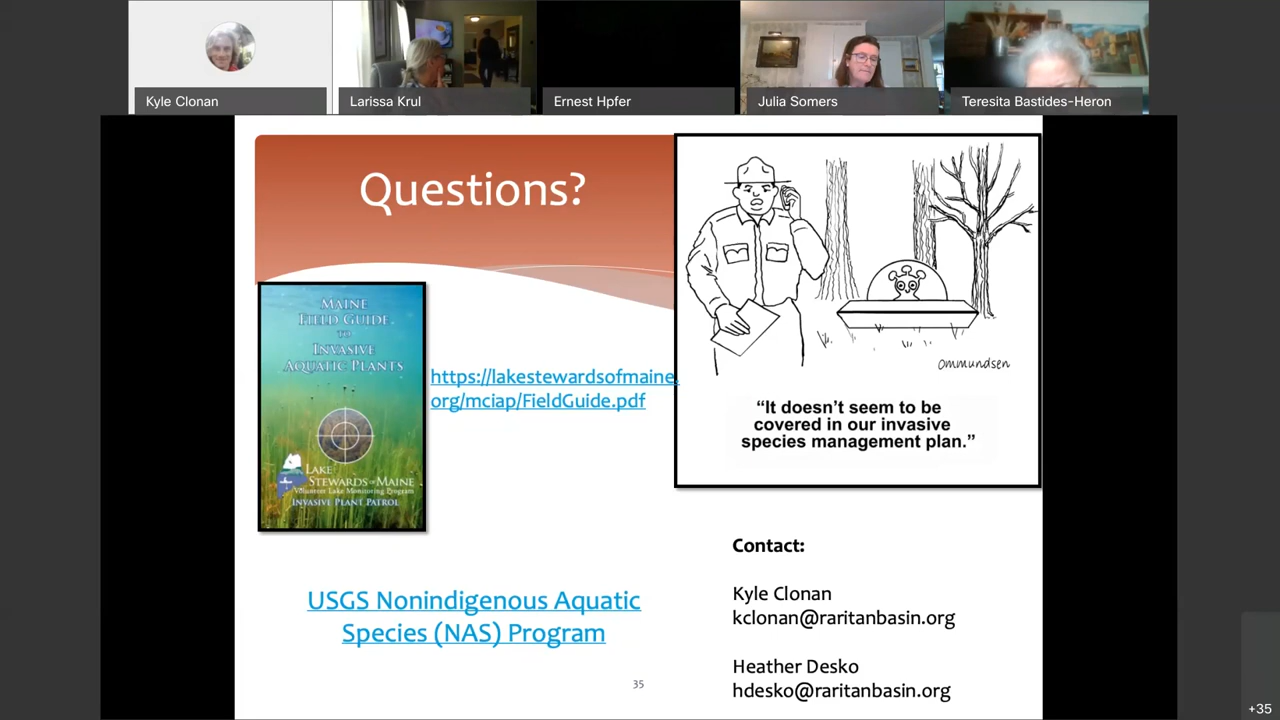 Kyle Clonan
Larissa Krul
Ernest Hpfer
Julia Somers
Teresita Bastides-Heron
Questions?
MAINE
FIELD GUIDE
TO
INVASIVE
AQUATIC PLANTS
LAKE
STEWARDS OF MAINE
Volunteer Lake Monitoring Program
INVASIVE PLANT PATROL
https://lakestewardsofmaine.
org/mciap/FieldGuide.pdf
ommundsen
“It doesn’t seem to be
covered in our invasive
species management plan.”
USGS Nonindigenous Aquatic
Species (NAS) Program
Contact:
Kyle Clonan
kclonan@raritanbasin.org
Heather Desko
hdesko@raritanbasin.org
35
+35